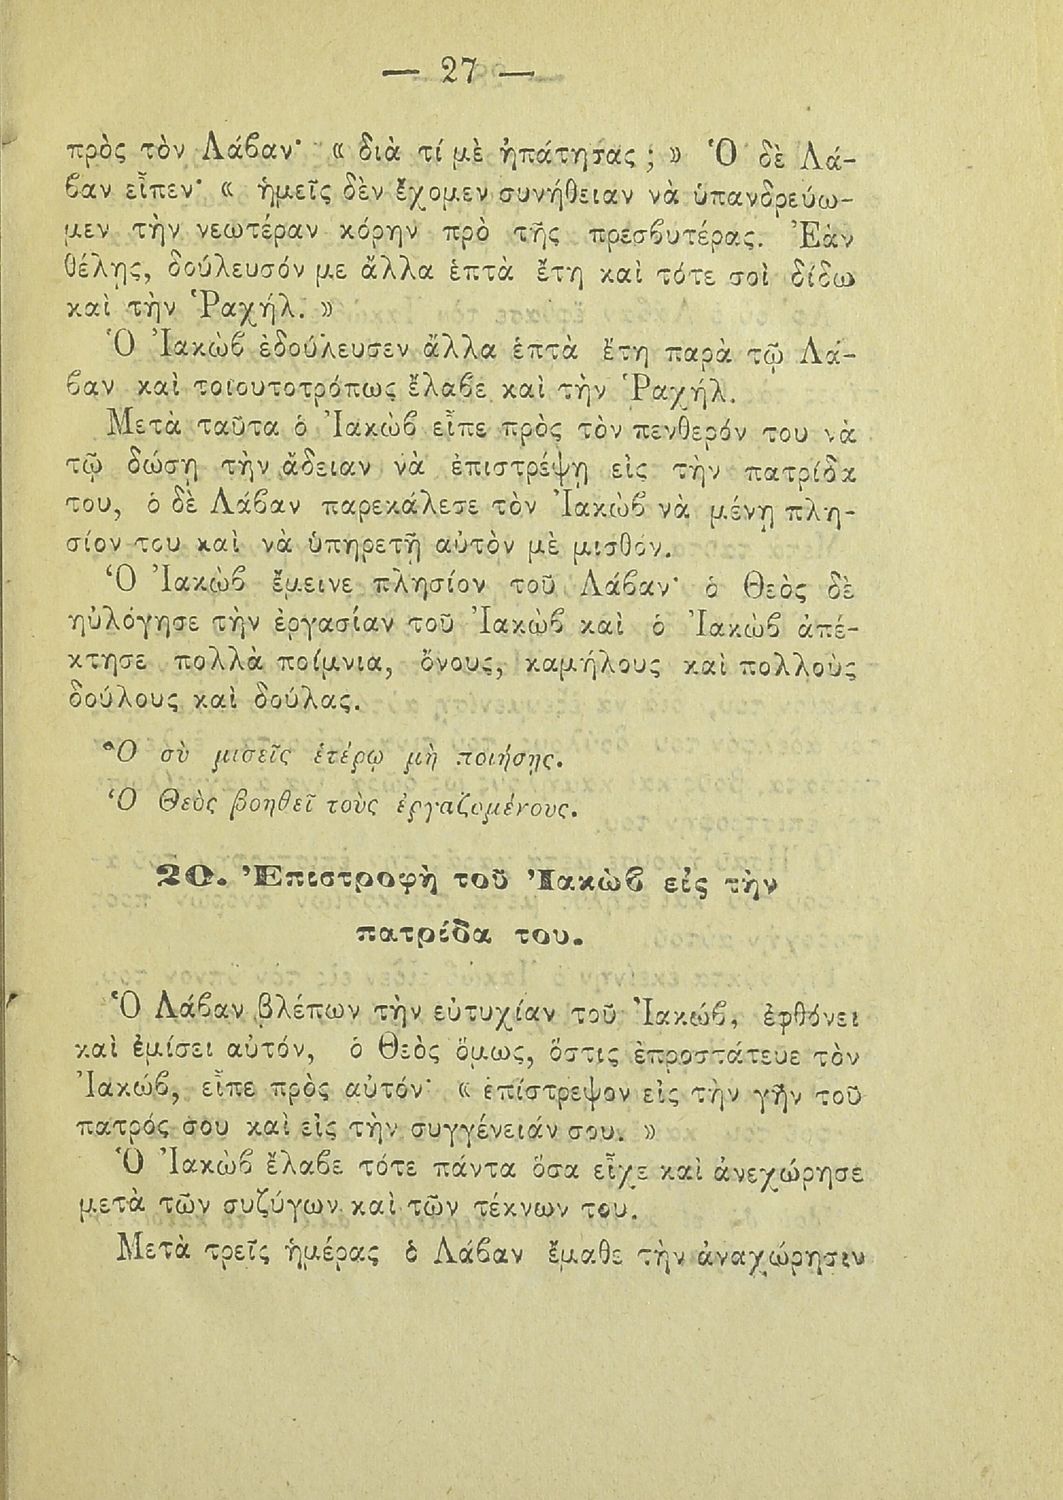 — 27 —
πρὸς τὸν Λάβαν· « διὰ τί μὲ ἠπάτησας ; » Ὁ δὲ Λά-
βαν εἶπεν· « ἡμεῖς δὲν ἔχομεν συνήθειαν νὰ ὑπανδρεύω-
μεν τὴν νεωτέραν κόρην πρὸ τῆς πρεσβυτέρας. Ἐὰν
θέλῃς, δούλευσόν με ἄλλα ἑπτὰ ἔτη καὶ τότε σοὶ δίδω
καὶ τὴν Ῥαχήλ. »
Ὁ Ἰακὼβ ἐδούλευσεν ἄλλα ἑπτὰ ἔτη παρὰ τῷ Λά-
βαν καὶ τοιουτοτρόπως ἔλαβε καὶ τὴν Ῥαχήλ.
Μετὰ ταῦτα ὁ Ἰακὼβ εἶπε πρὸς τὸν πενθερόν του νὰ
τῷ δώσῃ τὴν ἄδειαν νὰ ἐπιστρέψῃ εἰς τὴν πατρίδα
του, ὁ δὲ Λάβαν παρεκάλεσε τὸν Ἰακὼβ νὰ μένῃ πλη-
σίον του καὶ νὰ ὑπηρετῇ αὐτὸν μὲ μισθόν.
Ὁ Ἰακὼβ ἔμεινε πλησίον τοῦ Λάβαν· ὁ Θεὸς δὲ
ηὐλόγησε τὴν ἐργασίαν τοῦ Ἰακὼβ καὶ ὁ Ἰακὼβ ἀπέ-
κτησε πολλὰ ποίμνια, ὄνους, καμήλους καὶ πολλοὺς
δούλους καὶ δούλας.
Ὃ σὺ μισεῖς ἑτέρῳ μὴ ποιήσῃς.
Ὁ Θεὸς βοηθεῖ τοὺς ἐργαζομένους.
20. Ἐπιστροφὴ τοῦ Ἰακὼβ εἰς τὴν
πατρίδα του.
Ὁ Λάβαν βλέπων τὴν εὐτυχίαν τοῦ Ἰακώβ, ἐφθόνει
καὶ ἐμίσει αὐτόν, ὁ Θεὸς ὅμως, ὅστις ἐπροστάτευε τὸν
Ἰακώβ, εἶπε πρὸς αὐτόν· « ἐπίστρεψον εἰς τὴν γῆν τοῦ
πατρός σου καὶ εἰς τὴν συγγένειάν σου. »
Ὁ Ἰακὼβ ἔλαβε τότε πάντα ὅσα εἶχε καὶ ἀνεχώρησε
μετὰ τῶν συζύγων καὶ τῶν τέκνων του.
Μετὰ τρεῖς ἡμέρας ὁ Λάβαν ἔμαθε τὴν ἀναχώρησιν